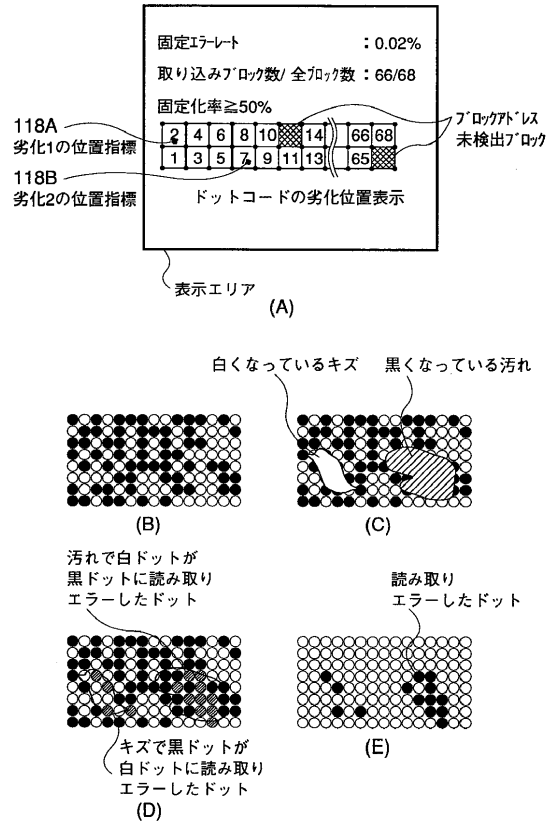 固定ｴﾗｰﾚｰﾄ : 0.02%
取り込みﾌﾞﾛｯｸ数/ 全ﾌﾞﾛｯｸ数 : 66/68
固定化率≧50%
118A
劣化1の位置指標
118B
劣化2の位置指標
2 4 6 8 10 14 66 68
1 3 5 7 9 11 13 65
ブロックアドレス
未検出ブロック
ドットコードの劣化位置表示
表示エリア
(A)
白くなっているキズ
黒くなっている汚れ
(B)
(C)
汚れで白ドットが
黒ドットに読み取り
エラーしたドット
読み取り
エラーしたドット
キズで黒ドットが
白ドットに読み取り
エラーしたドット
(D)
(E)